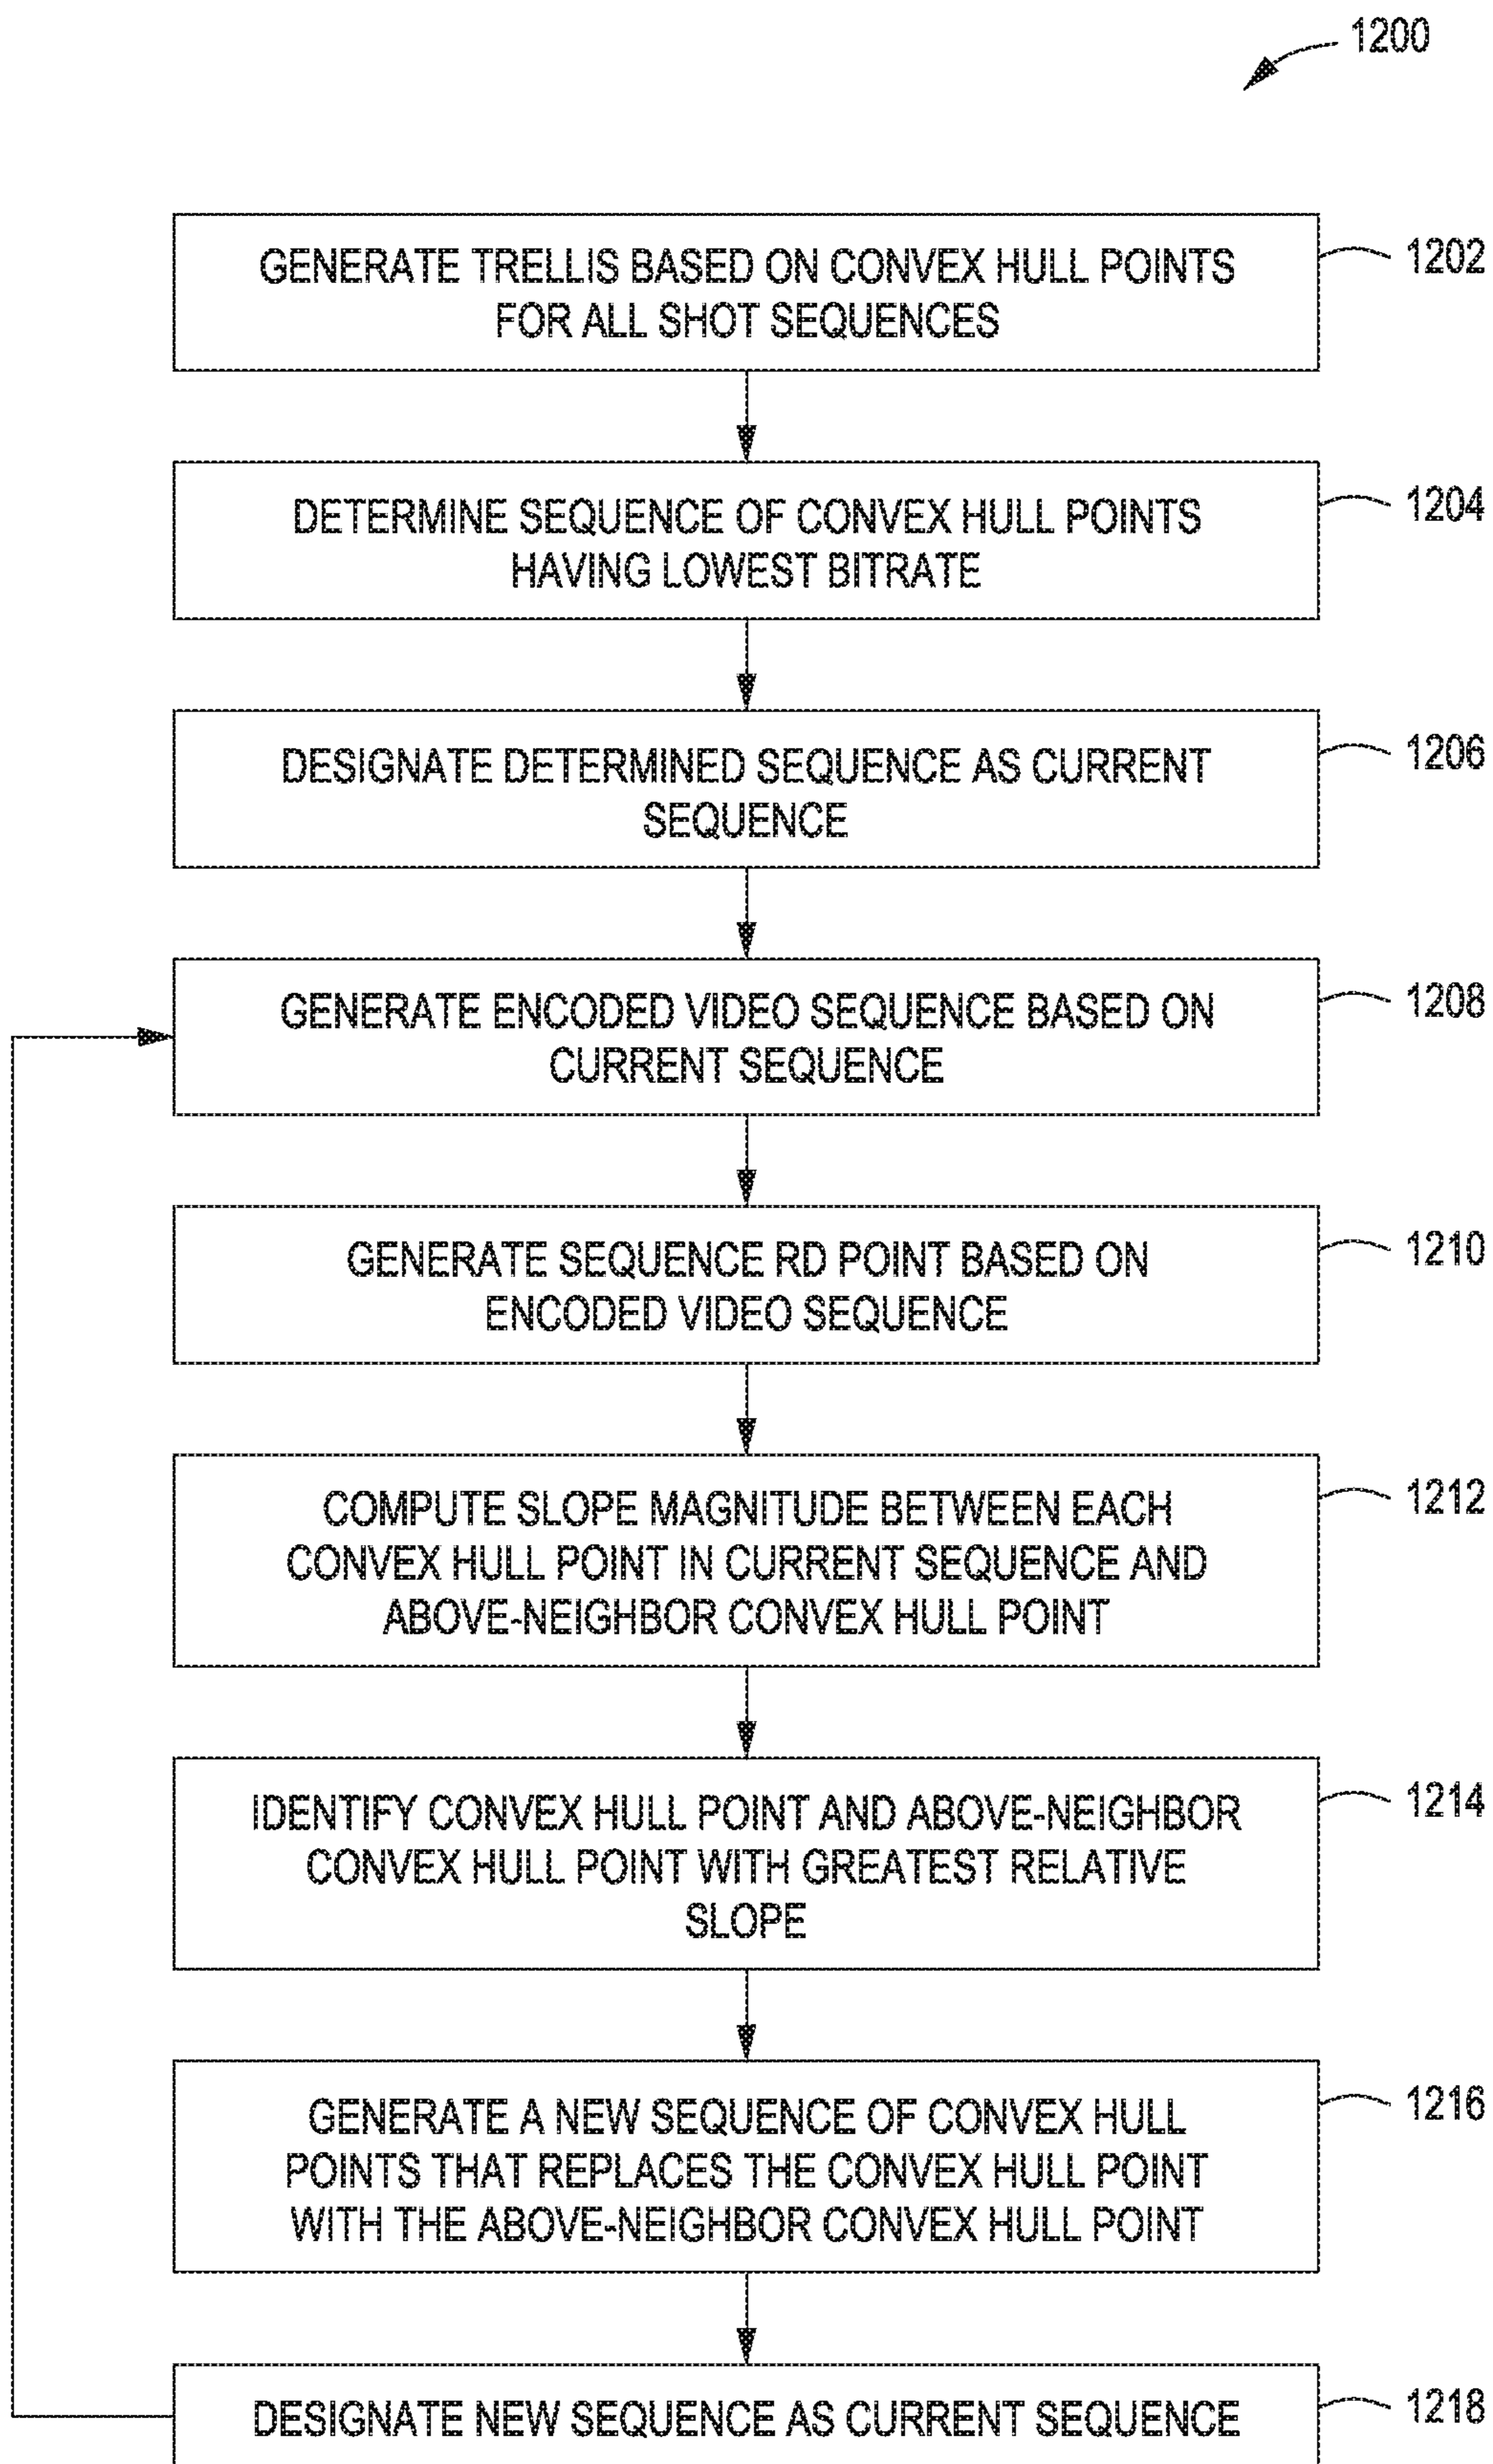 1200
GENERATE TRELLIS BASED ON CONVEX HULL POINTS
FOR ALL SHOT SEQUENCES
1202
DETERMINE SEQUENCE OF CONVEX HULL POINTS
HAVING LOWEST BITRATE
1204
DESIGNATE DETERMINED SEQUENCE AS CURRENT
SEQUENCE
1206
GENERATE ENCODED VIDEO SEQUENCE BASED ON
CURRENT SEQUENCE
1208
GENERATE SEQUENCE RD POINT BASED ON
ENCODED VIDEO SEQUENCE
1210
COMPUTE SLOPE MAGNITUDE BETWEEN EACH
CONVEX HULL POINT IN CURRENT SEQUENCE AND
ABOVE-NEIGHBOR CONVEX HULL POINT
1212
IDENTIFY CONVEX HULL POINT AND ABOVE-NEIGHBOR
CONVEX HULL POINT WITH GREATEST RELATIVE
SLOPE
1214
GENERATE A NEW SEQUENCE OF CONVEX HULL
POINTS THAT REPLACES THE CONVEX HULL POINT
WITH THE ABOVE-NEIGHBOR CONVEX HULL POINT
1216
DESIGNATE NEW SEQUENCE AS CURRENT SEQUENCE
1218